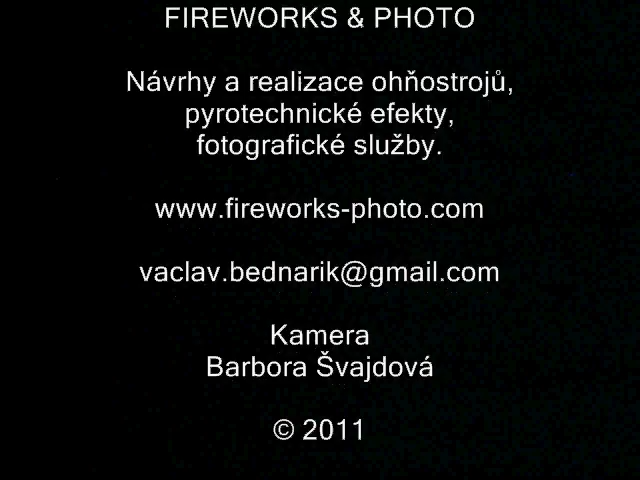 FIREWORKS & PHOTO
Návrhy a realizace ohňostrojů,
pyrotechnické efekty,
fotografické služby.
www.fireworks-photo.com
vaclav.bednarik@gmail.com
Kamera
Barbora Švajdová
© 2011